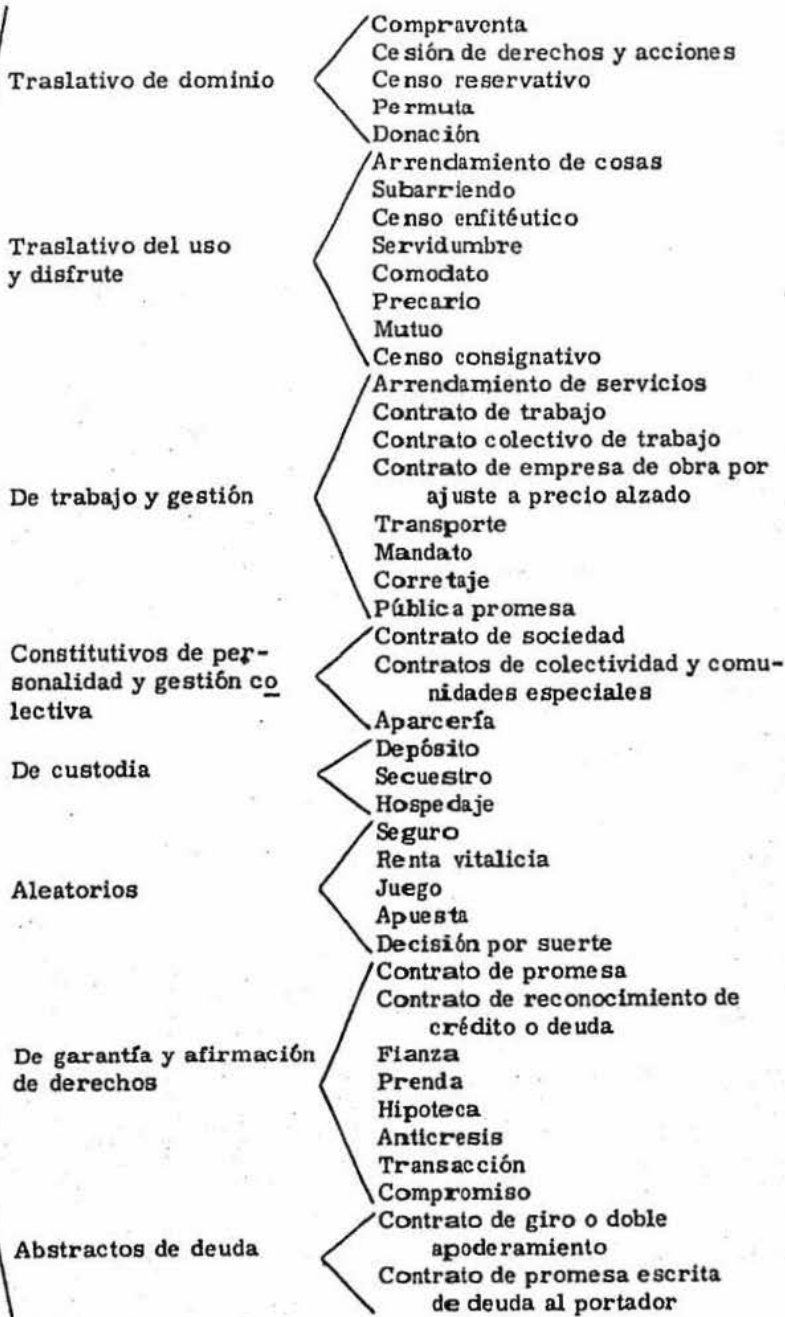 Traslativo de dominio
Compraventa
Cesión de derechos y acciones
Censo reservativo
Permuta
Donación
Traslativo del uso
y disfrute
Arrendamiento de cosas
Subarriendo
Censo enfitéutico
Servidumbre
Comodato
Precario
Mutuo
Censo consignativo
De trabajo y gestión
Arrendamiento de servicios
Contrato de trabajo
Contrato colectivo de trabajo
Contrato de empresa de obra por
ajuste a precio alzado
Transporte
Mandato
Corretaje
Pública promesa
Constitutivos de per-
sonalidad y gestión co
lectiva
Contrato de sociedad
Contratos de colectividad y comu-
nidades especiales
Aparcería
De custodia
Depósito
Secuestro
Hospedaje
Aleatorios
Seguro
Renta vitalicia
Juego
Apuesta
Decisión por suerte
De garantía y afirmación
de derechos
Contrato de promesa
Contrato de reconocimiento de
crédito o deuda
Fianza
Prenda
Hipoteca
Anticresis
Transacción
Compromiso
Abstractos de deuda
Contrato de giro o doble
apoderamiento
Contrato de promesa escrita
de deuda al portador